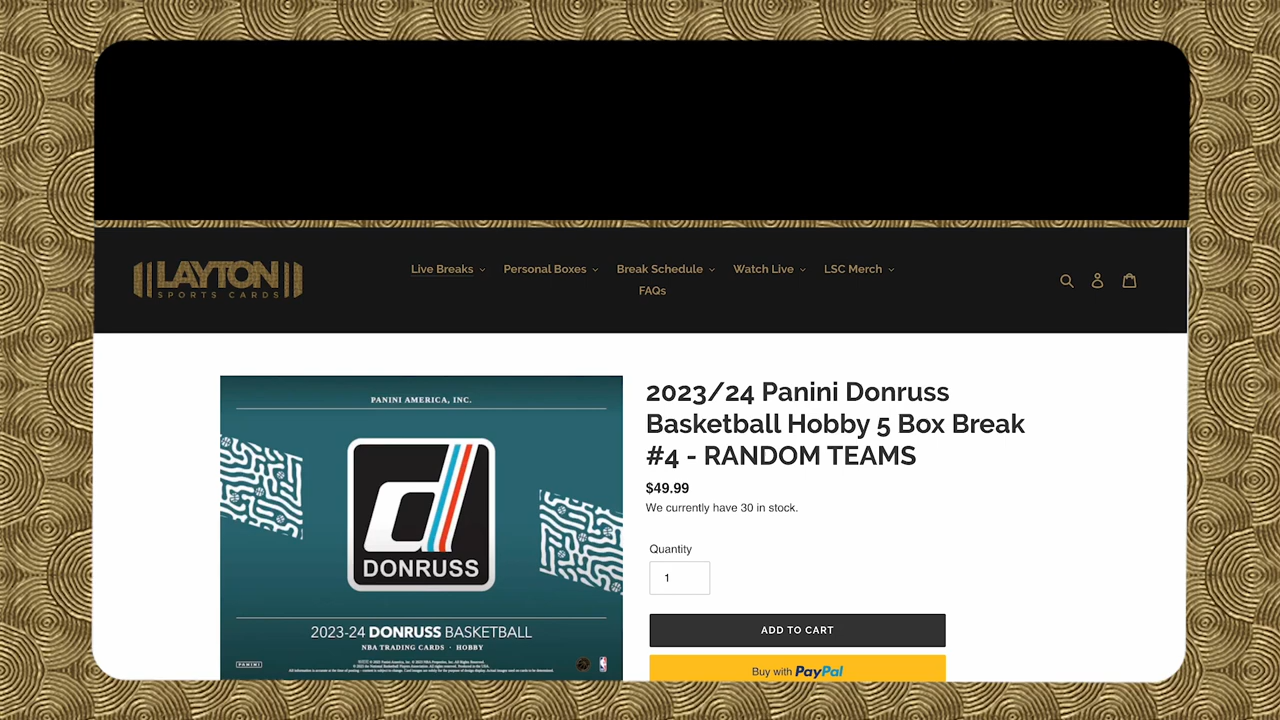 LAYTON
SPORTS CARDS
Live Breaks
Personal Boxes
Break Schedule
Watch Live
LSC Merch
FAQs
PANINI AMERICA, INC.
d
DONRUSS
2023-24 DONRUSS BASKETBALL
NBA TRADING CARDS · HOBBY
PANINI
2023/24 Panini Donruss
Basketball Hobby 5 Box Break
#4 - RANDOM TEAMS
$49.99
We currently have 30 in stock.
Quantity
1
ADD TO CART
Buy with PayPal